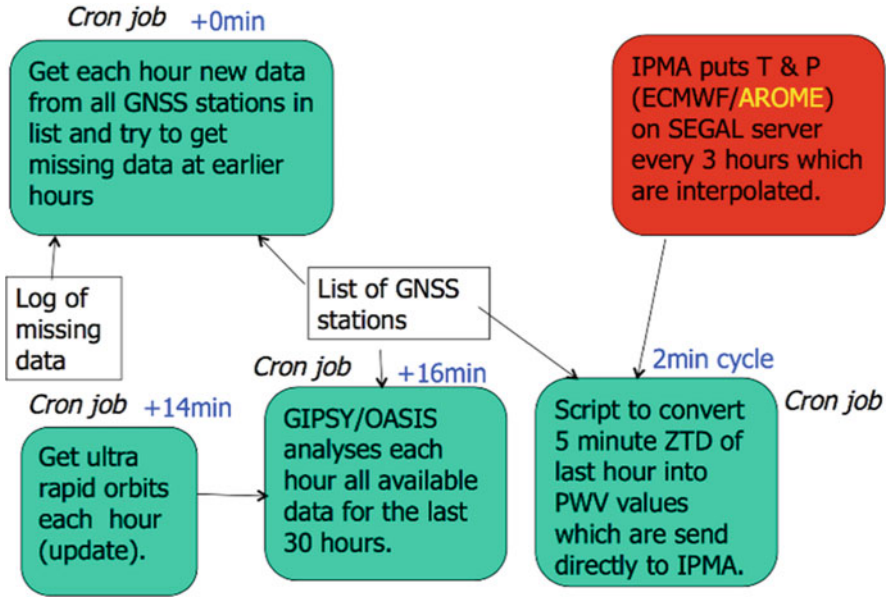 Cron job +0min
Get each hour new data
from all GNSS stations in
list and try to get
missing data at earlier
hours
IPMA puts T & P
(ECMWF/AROME)
on SEGAL server
every 3 hours which
are interpolated.
Log of
missing
data
List of GNSS
stations
Cron job +14min
Get ultra
rapid orbits
each hour
(update).
Cron job +16min
GIPSY/OASIS
analyses each
hour all available
data for the last
30 hours.
2min cycle
Cron job
Script to convert
5 minute ZTD of
last hour into
PWV values
which are send
directly to IPMA.